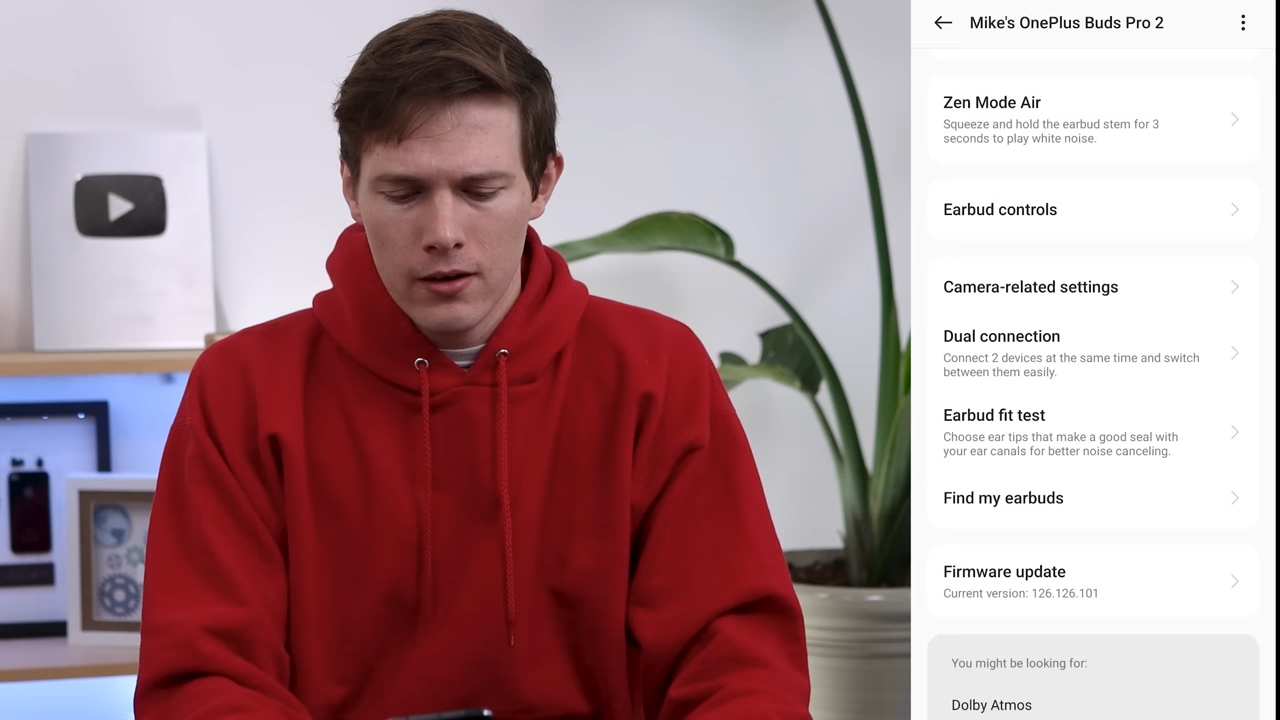 Mike's OnePlus Buds Pro 2
Zen Mode Air
Squeeze and hold the earbud stem for 3
seconds to play white noise.
Earbud controls
Camera-related settings
Dual connection
Connect 2 devices at the same time and switch
between them easily.
Earbud fit test
Choose ear tips that make a good seal with
your ear canals for better noise canceling.
Find my earbuds
Firmware update
Current version: 126.126.101
You might be looking for:
Dolby Atmos